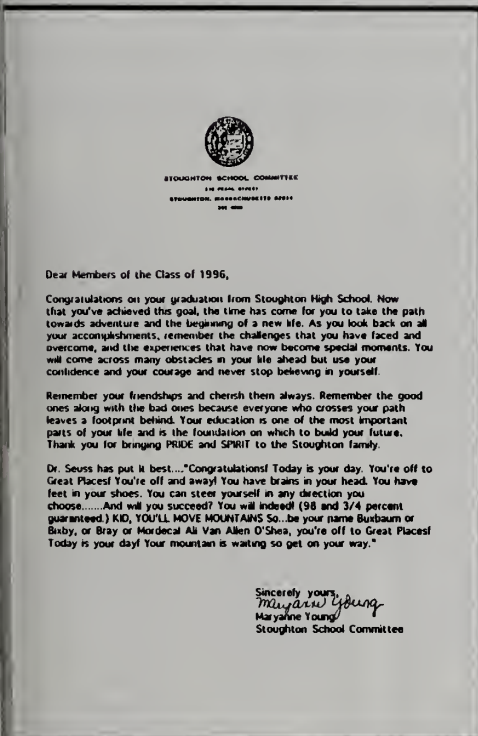 STOUGHTON SCHOOL COMMITTEE
STOUGHTON, MASSACHUSETTS
Dear Members of the Class of 1996,
Congratulations on your graduation from Stoughton High School. Now
that you've achieved this goal, the time has come for you to take the path
towards adventure and the beginning of a new life. As you look back on all
your accomplishments, remember the challenges that you have faced and
overcome, and the experiences that have now become special moments. You
will come across many obstacles in your life ahead but use your
confidence and your courage and never stop believing in yourself.
Remember your friendships and cherish them always. Remember the good
ones along with the bad ones because everyone who crosses your path
leaves a footprint behind. Your education is one of the most important
parts of your life and is the foundation on which to build your future.
Thank you for bringing PRIDE and SPIRIT to the Stoughton family.
Dr. Seuss has put it best...."Congratulations! Today is your day. You're off to
Great Places! You're off and away! You have brains in your head. You have
feet in your shoes. You can steer yourself in any direction you
choose.......And will you succeed? You will indeed! (98 and 3/4 percent
guaranteed.) KID, YOU'LL MOVE MOUNTAINS So...be your name Buxbaum or
Bixby, or Bray or Mordecai Ali Van Allen O'Shea, you're off to Great Places!
Today is your day! Your mountain is waiting so get on your way."
Sincerely yours,
Maryanne Young
Maryanne Young
Stoughton School Committee